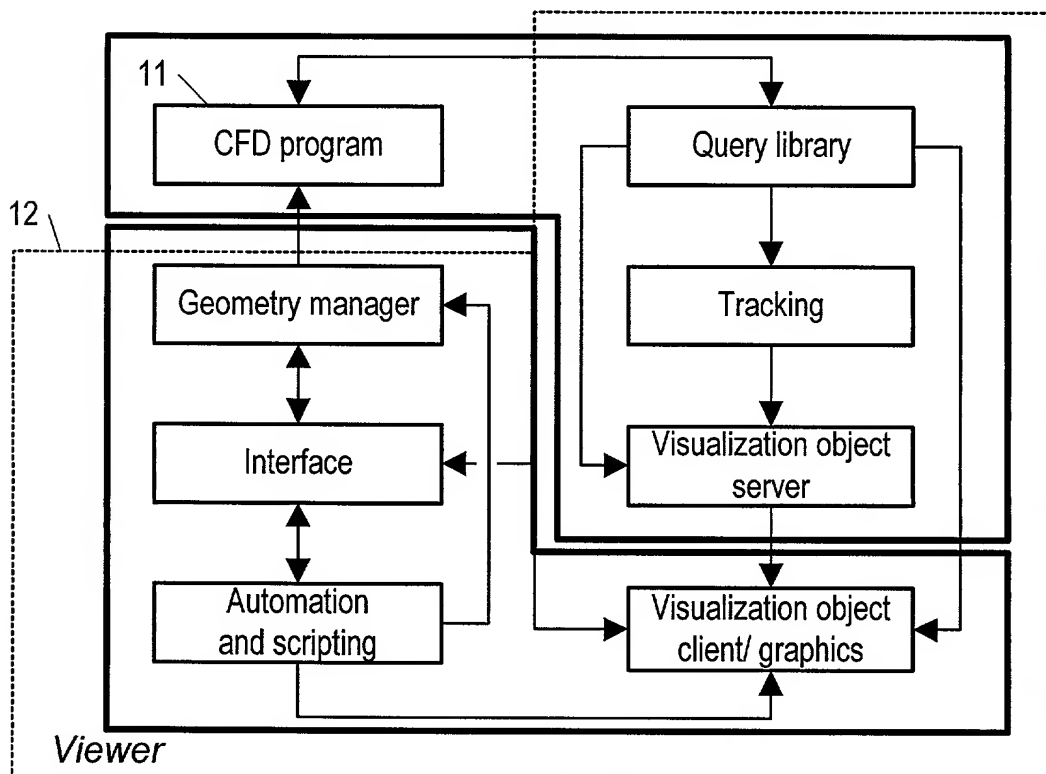 11
CFD program
Query library
12
Geometry manager
Tracking
Interface
Visualization object
server
Automation
and scripting
Visualization object
client/ graphics
Viewer